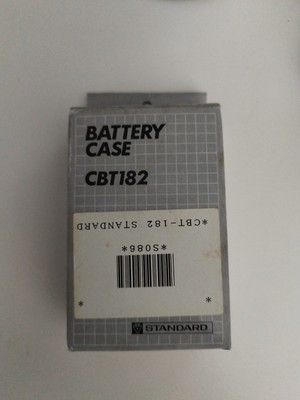 BATTERY
CASE
CBT182
*CBT-182 STANDARD
*S086*
* *
STANDARD